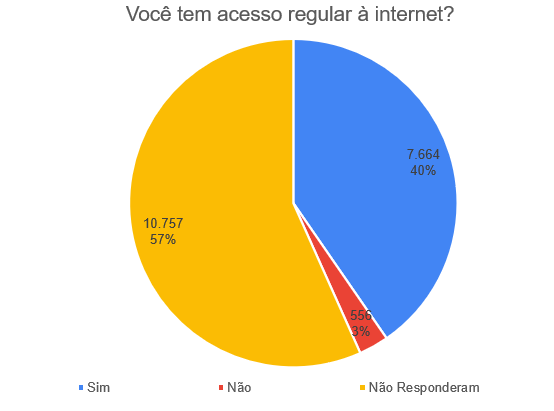 Você tem acesso regular à internet?
7.664
40%
10.757
57%
556
3%
Sim
Não
Não Responderam